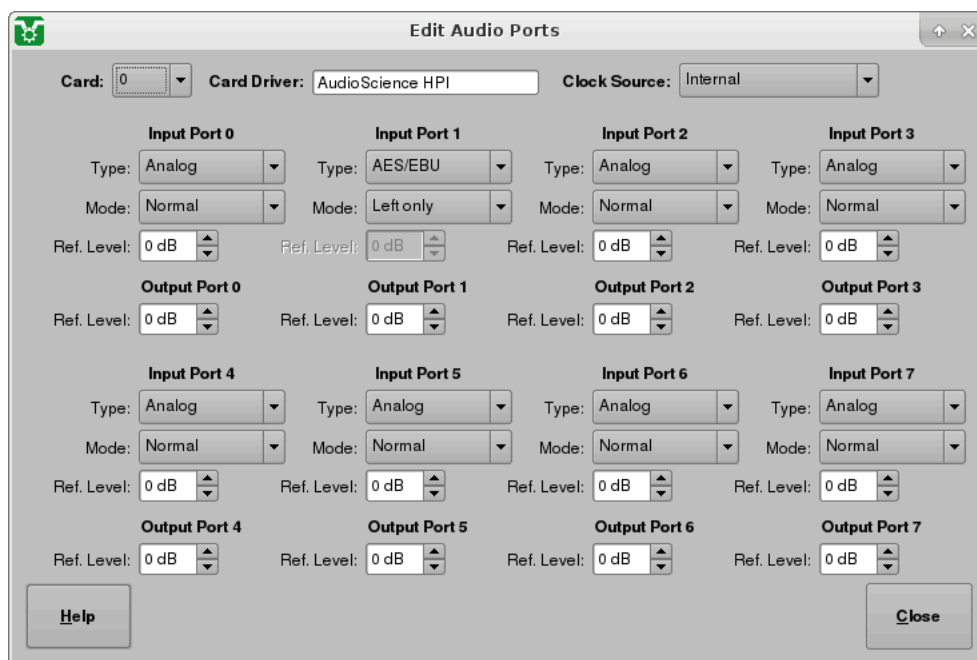 Edit Audio Ports
Card: 0 Card Driver: AudioScience HPI Clock Source: Internal
Input Port 0 Input Port 1 Input Port 2 Input Port 3
Type: Analog Type: AES/EBU Type: Analog Type: Analog
Mode: Normal Mode: Left only Mode: Normal Mode: Normal
Ref. Level: 0 dB Ref. Level: 0 dB Ref. Level: 0 dB Ref. Level: 0 dB
Output Port 0 Output Port 1 Output Port 2 Output Port 3
Ref. Level: 0 dB Ref. Level: 0 dB Ref. Level: 0 dB Ref. Level: 0 dB
Input Port 4 Input Port 5 Input Port 6 Input Port 7
Type: Analog Type: Analog Type: Analog Type: Analog
Mode: Normal Mode: Normal Mode: Normal Mode: Normal
Ref. Level: 0 dB Ref. Level: 0 dB Ref. Level: 0 dB Ref. Level: 0 dB
Output Port 4 Output Port 5 Output Port 6 Output Port 7
Ref. Level: 0 dB Ref. Level: 0 dB Ref. Level: 0 dB Ref. Level: 0 dB
Help Close